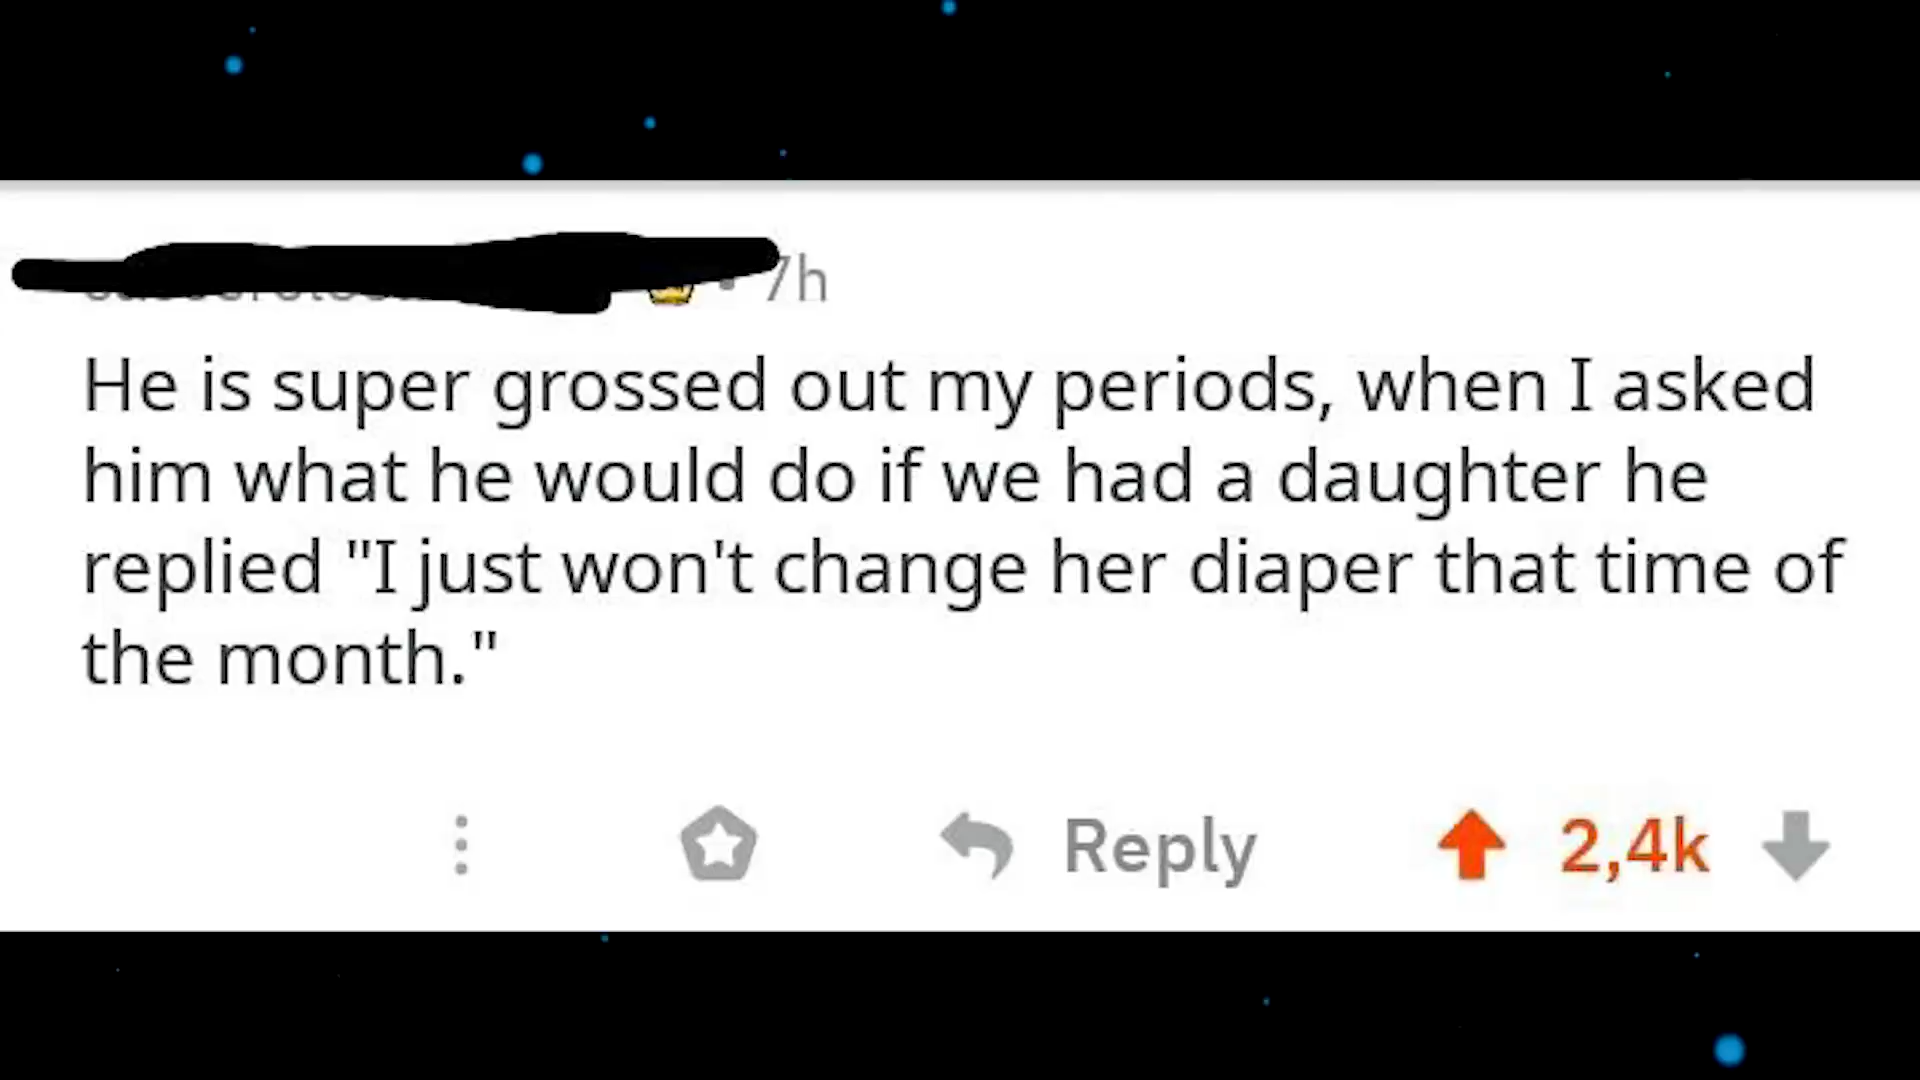 7h
He is super grossed out my periods, when I asked
him what he would do if we had a daughter he
replied "I just won't change her diaper that time of
the month."
Reply 2,4k